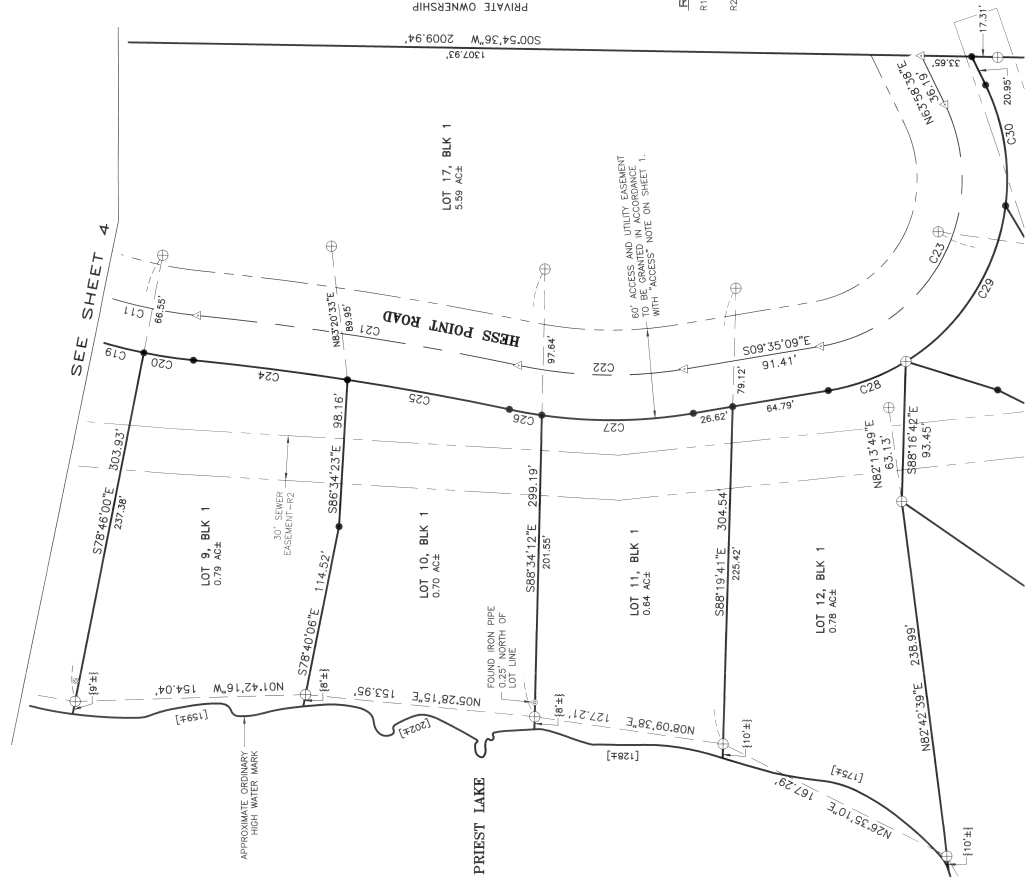 PRIVATE OWNERSHIP
R
R1
R2
S00°54'36"W 2009.94'
1307.93'
17.31'
33.65'
N63°58'38"E
36.19'
20.95'
C30
SEE SHEET 4
LOT 17, BLK 1
5.59 AC±
60' ACCESS AND UTILITY EASEMENT
TO BE GRANTED IN ACCORDANCE
WITH "ACCESS" NOTE ON SHEET 1.
C19
C11
66.55'
C20
N83°20'33"E
89.95'
C21
HESS POINT ROAD
97.64'
C22
S09°35'09"E
91.41'
79.12'
C23
C29
C24
C25
C26
C27
26.62'
64.79'
C28
S78°46'00"E 303.93'
237.38'
30' SEWER
EASEMENT-R2
S86°34'23"E 98.16'
S88°34'12"E 299.19'
201.55'
S88°19'41"E 304.54'
225.42'
N82°13'49"E
63.13'
S88°16'42"E
93.45'
LOT 9, BLK 1
0.79 AC±
S78°40'06"E 114.52'
LOT 10, BLK 1
0.70 AC±
LOT 11, BLK 1
0.64 AC±
LOT 12, BLK 1
0.78 AC±
FOUND IRON PIPE
0.25' NORTH OF
LOT LINE
N82°42'39"E 238.99'
{9'±}
N01°42'16"W 154.04'
{8'±}
N05°28'15"E 153.95'
{8'±}
N08°09'38"E 127.21'
{10'±}
N26°35'10"E 167.29'
{10'±}
[159±]
[202±]
[128±]
[175±]
APPROXIMATE ORDINARY
HIGH WATER MARK
PRIEST LAKE